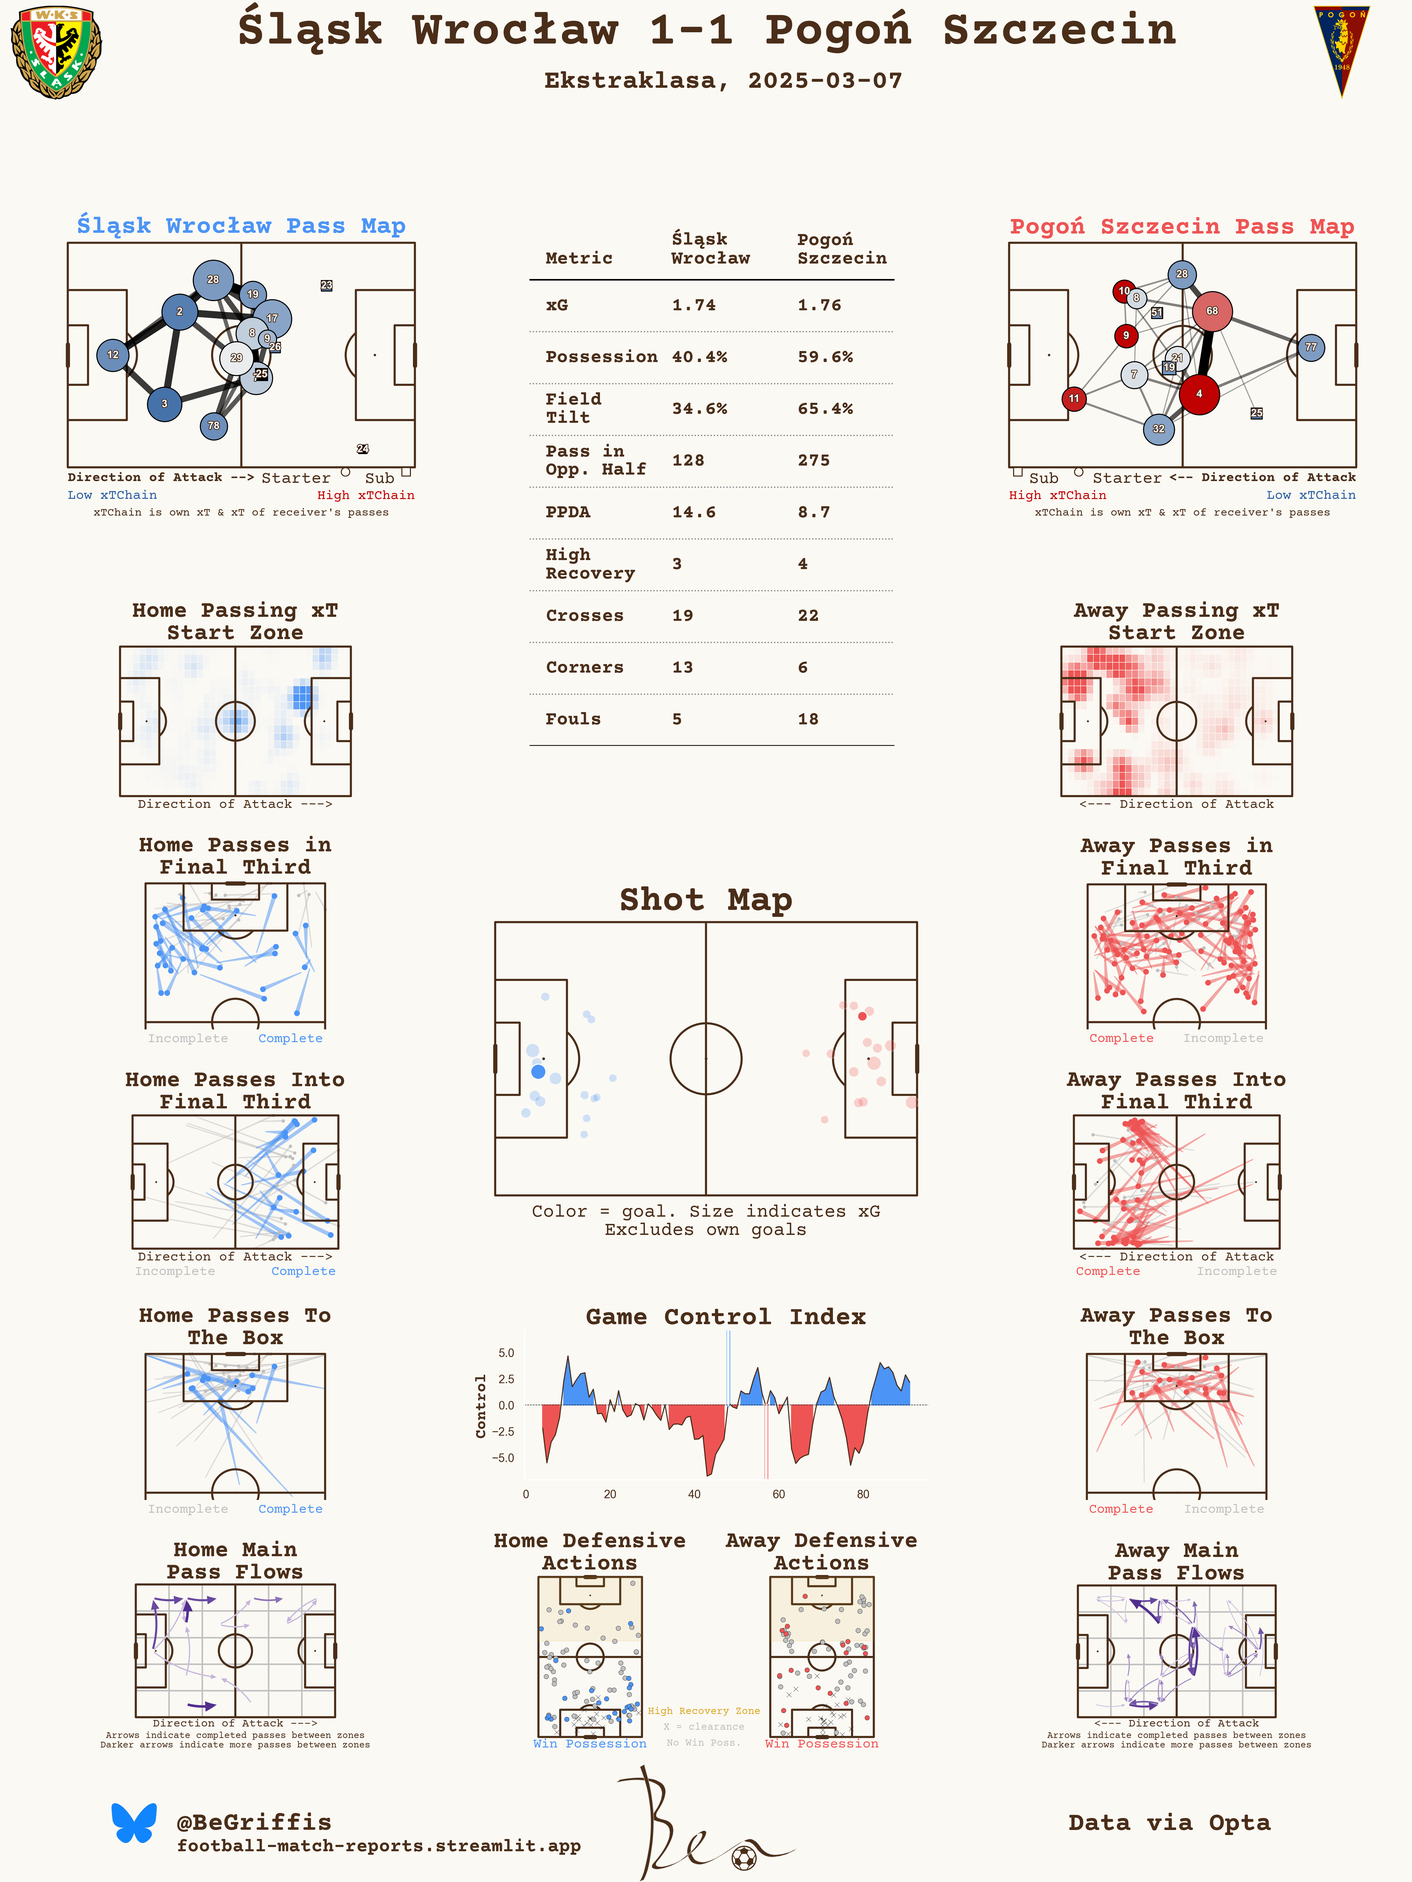 W·K·S
ŚLĄSK
Śląsk Wrocław 1-1 Pogoń Szczecin
POGOŃ
1948
Ekstraklasa, 2025-03-07
Śląsk Wrocław Pass Map
28
19
2
17
8
9
26
12
29
25
3
78
23
24
Direction of Attack --> Starter Sub
Low xTChain High xTChain
xTChain is own xT & xT of receiver's passes
Metric Śląsk Wrocław Pogoń Szczecin
xG 1.74 1.76
Possession 40.4% 59.6%
Field Tilt 34.6% 65.4%
Pass in Opp. Half 128 275
PPDA 14.6 8.7
High Recovery 3 4
Crosses 19 22
Corners 13 6
Fouls 5 18
Pogoń Szczecin Pass Map
28
10
8
51
68
9
77
21
19
7
4
11
25
32
Sub Starter <-- Direction of Attack
High xTChain Low xTChain
xTChain is own xT & xT of receiver's passes
Home Passing xT
Start Zone
Direction of Attack --->
Away Passing xT
Start Zone
<--- Direction of Attack
Home Passes in
Final Third
Incomplete Complete
Away Passes in
Final Third
Complete Incomplete
Shot Map
Color = goal. Size indicates xG
Excludes own goals
Home Passes Into
Final Third
Direction of Attack --->
Incomplete Complete
Away Passes Into
Final Third
<--- Direction of Attack
Complete Incomplete
Home Passes To
The Box
Incomplete Complete
Game Control Index
Control
5.0
2.5
0.0
−2.5
−5.0
0 20 40 60 80
Away Passes To
The Box
Complete Incomplete
Home Main
Pass Flows
Direction of Attack --->
Arrows indicate completed passes between zones
Darker arrows indicate more passes between zones
Home Defensive
Actions
Win Possession
High Recovery Zone
X = clearance
No Win Poss.
Away Defensive
Actions
Win Possession
Away Main
Pass Flows
<--- Direction of Attack
Arrows indicate completed passes between zones
Darker arrows indicate more passes between zones
@BeGriffis
football-match-reports.streamlit.app
Ben
Data via Opta